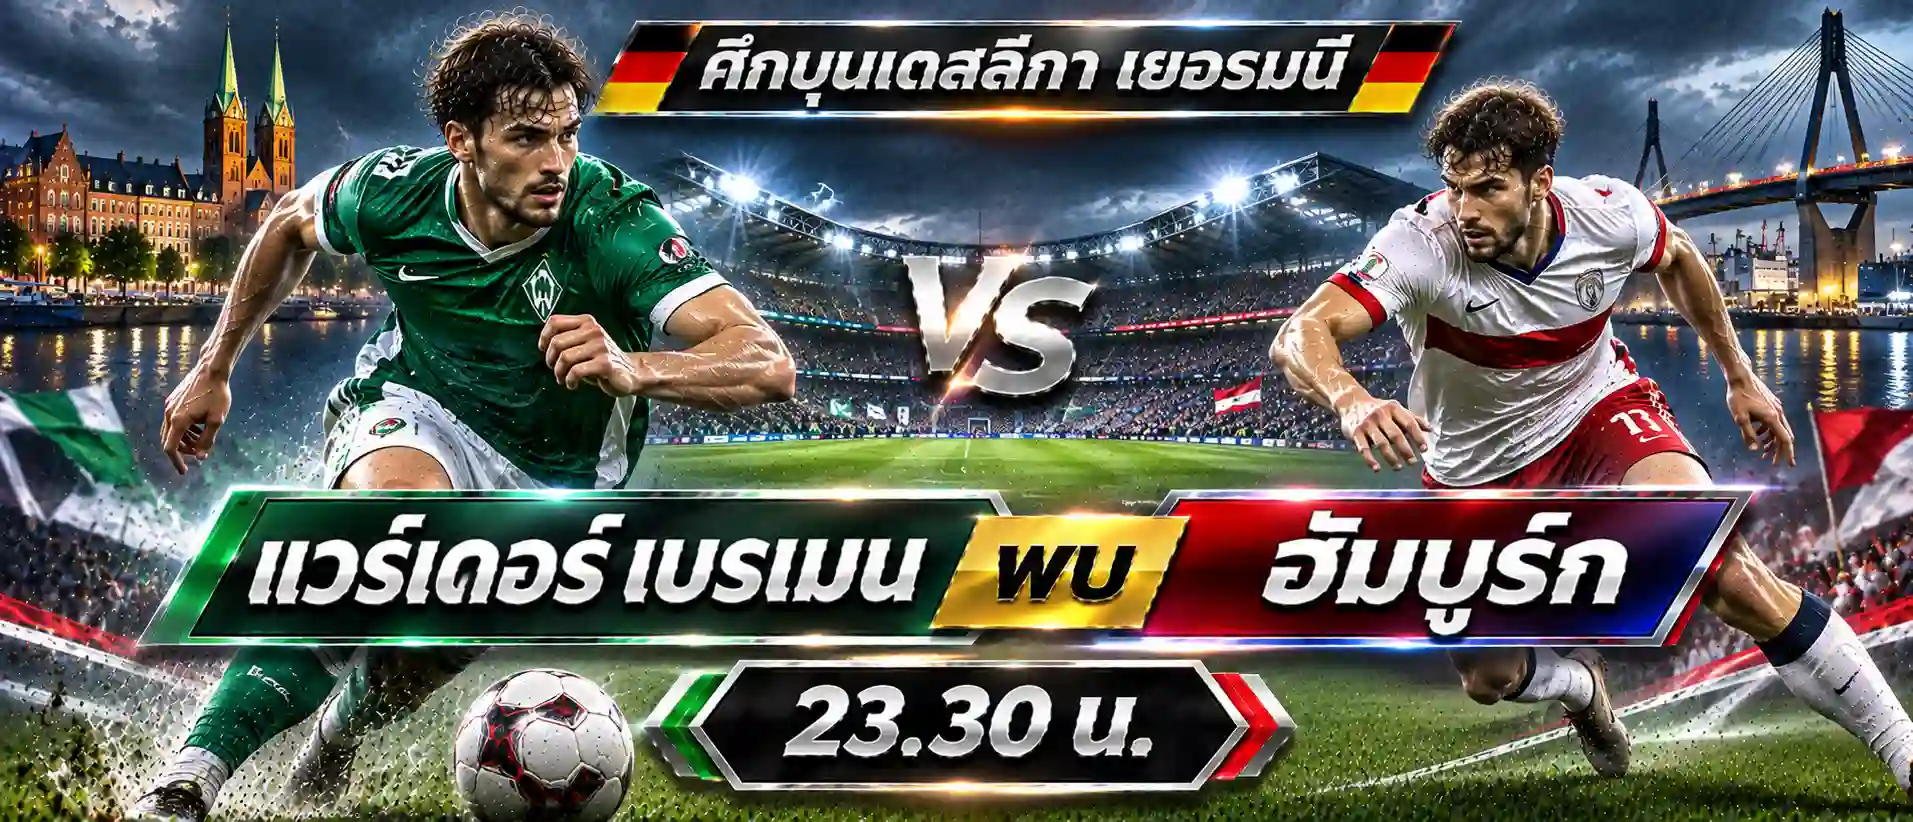 ศึกบุนเดสลีกา เยอรมนี
VS
แวร์เดอร์ เบรเมน พบ ฮัมบูร์ก
23.30 น.
11